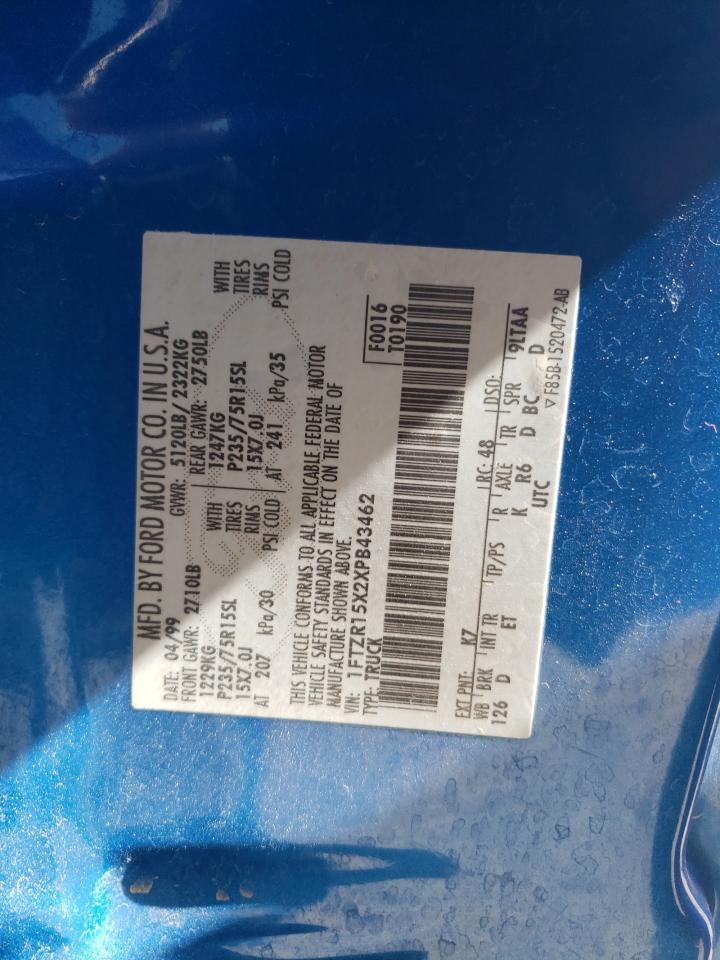 MFD. BY FORD MOTOR CO. IN U.S.A.
DATE: 04/99 GVWR: 5120LB/ 2322KG
FRONT GAWR: 2710LB REAR GAWR: 2750LB
1229KG WITH 1247KG WITH
P235/75R15SL TIRES P235/75R15SL TIRES
15X7.0J RIMS 15X7.0J RIMS
AT 207 kPa/30 PSI COLD AT 241 kPa/35 PSI COLD
THIS VEHICLE CONFORMS TO ALL APPLICABLE FEDERAL MOTOR
VEHICLE SAFETY STANDARDS IN EFFECT ON THE DATE OF
MANUFACTURE SHOWN ABOVE.
VIN: 1FTZR15X2XPB43462 F0016
TYPE: TRUCK T0190
EXT PNT: K7 RC: 48 DSO:
WB BRK INT TR TP/PS R AXLE TR SPR 9LTAA
126 D ET K R6 D BC D
UTC ▽ F85B-1520472-AB